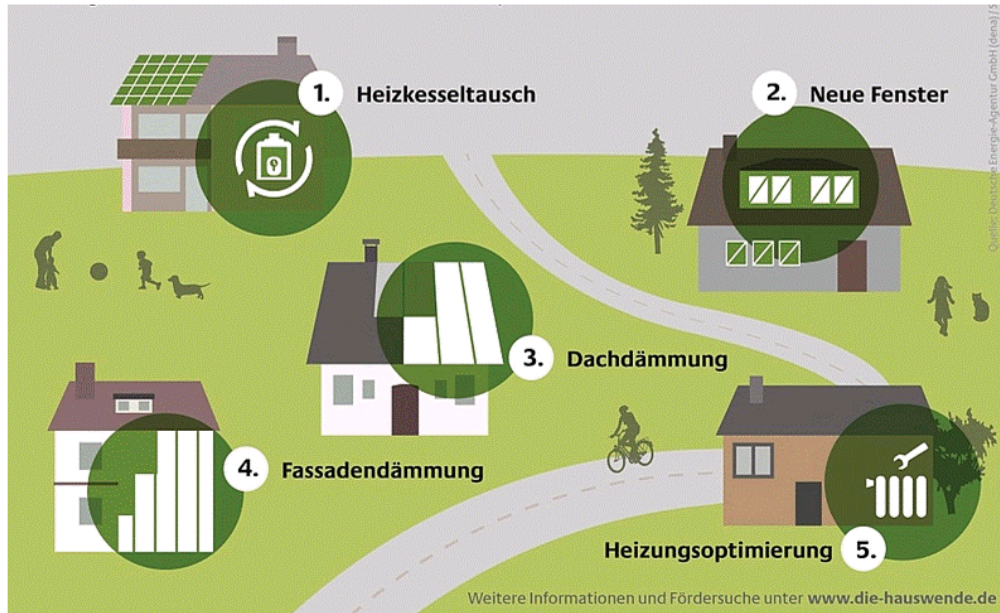 1. Heizkesseltausch
2. Neue Fenster
3. Dachdämmung
4. Fassadendämmung
Heizungsoptimierung 5.
Weitere Informationen und Fördersuche unter www.die-hauswende.de
Quelle: Deutsche Energie-Agentur GmbH (dena) / S